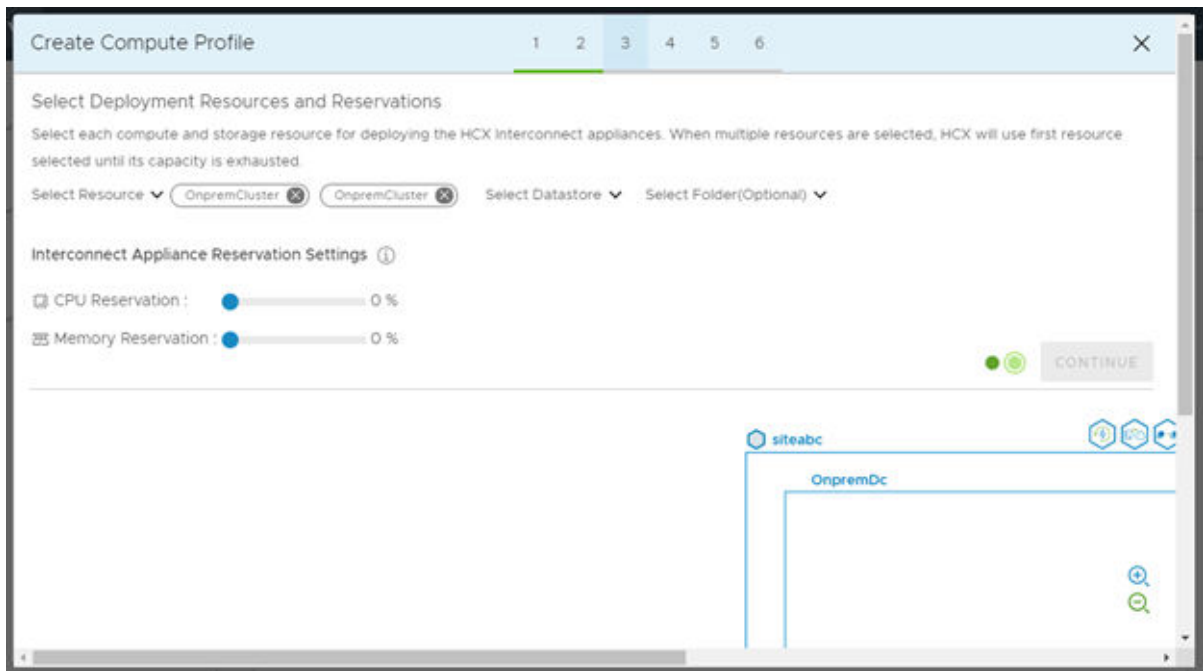 Create Compute Profile 1 2 3 4 5 6
Select Deployment Resources and Reservations
Select each compute and storage resource for deploying the HCX Interconnect appliances. When multiple resources are selected, HCX will use first resource
selected until its capacity is exhausted.
Select Resource OnpremCluster OnpremCluster Select Datastore Select Folder(Optional)
Interconnect Appliance Reservation Settings
CPU Reservation : 0 %
Memory Reservation : 0 %
CONTINUE
siteabc
OnpremDc